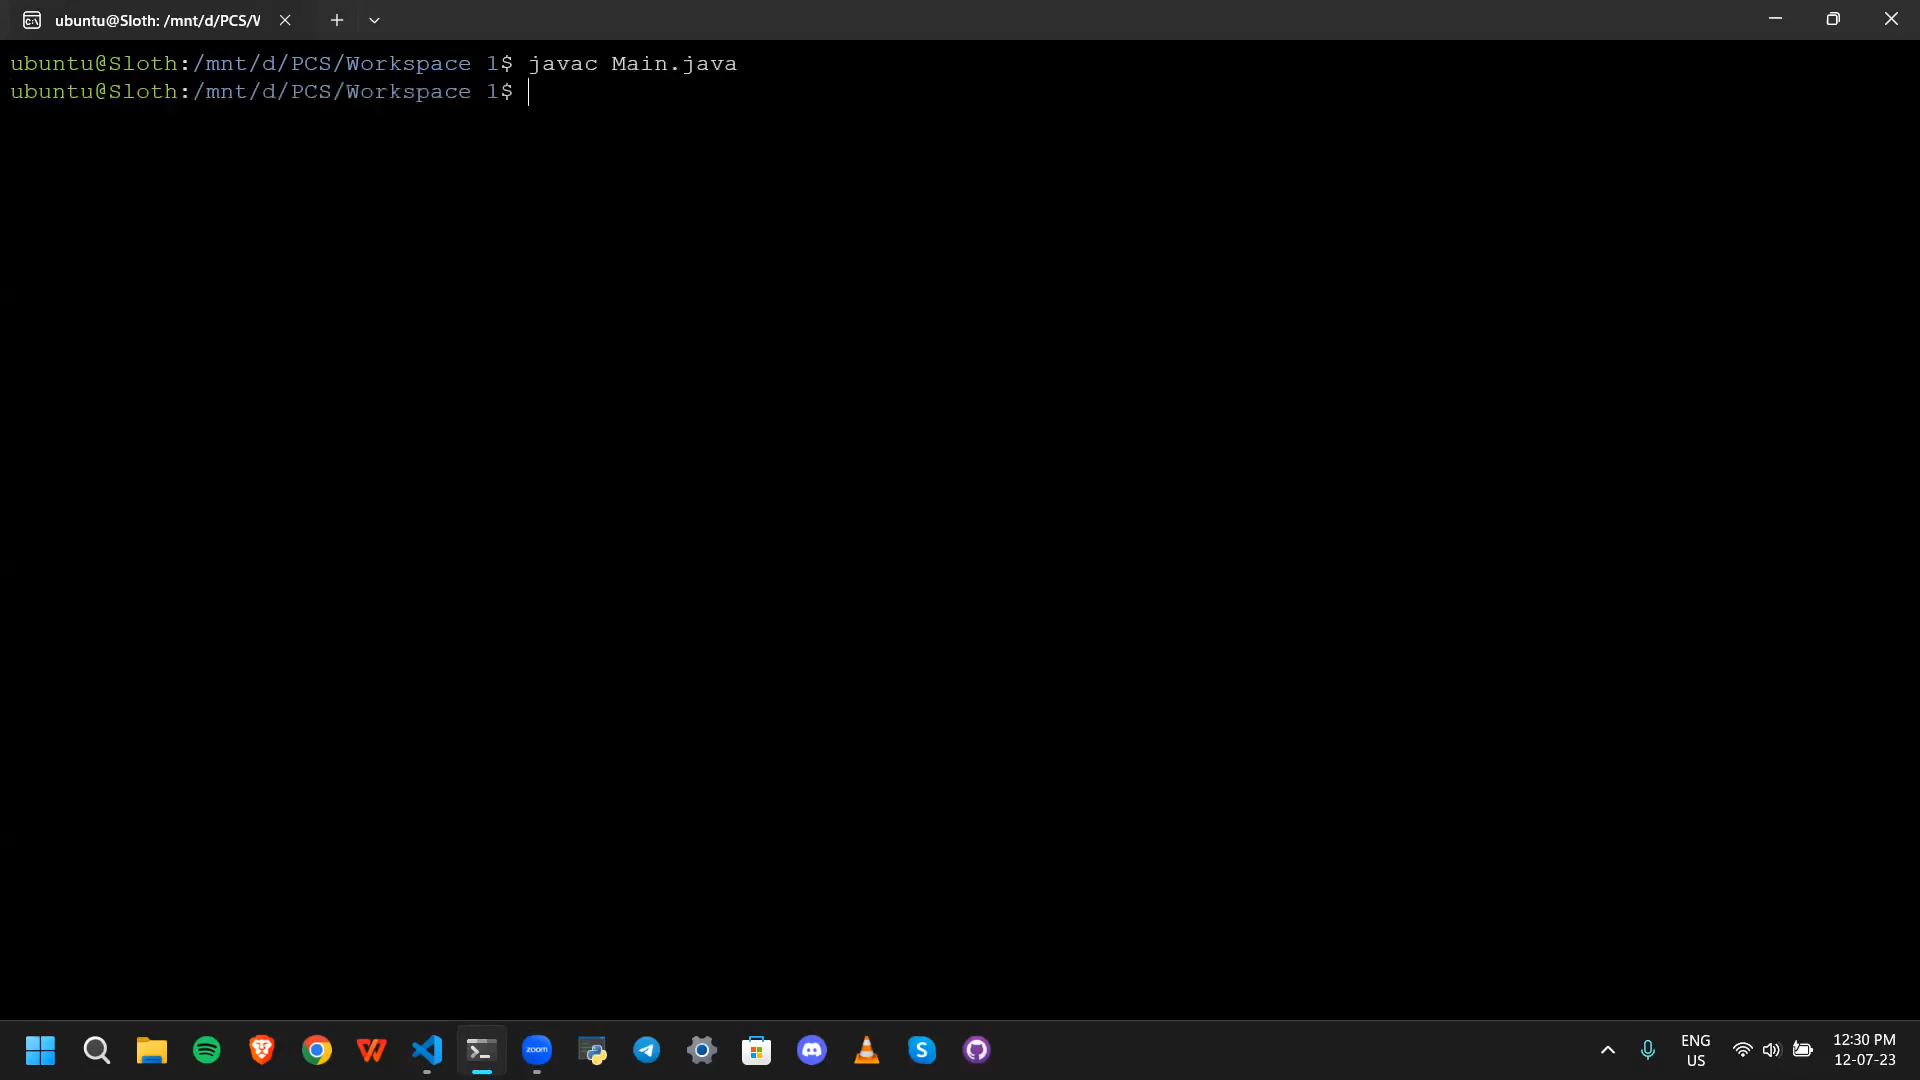 ubuntu@Sloth: /mnt/d/PCS/W
ubuntu@Sloth:/mnt/d/PCS/Workspace 1$ javac Main.java
ubuntu@Sloth:/mnt/d/PCS/Workspace 1$
zoom
ENG
US
12:30 PM
12-07-23